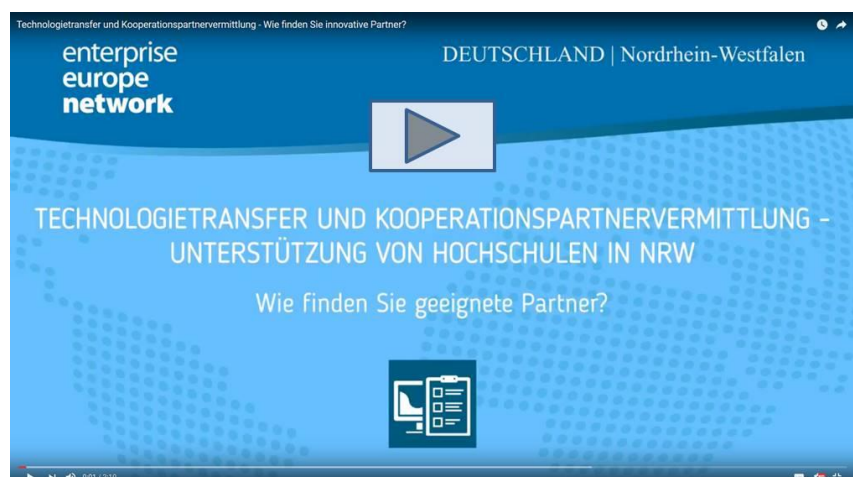 Technologietransfer und Kooperationspartnervermittlung - Wie finden Sie innovative Partner?
enterprise
europe
network
DEUTSCHLAND | Nordrhein-Westfalen
TECHNOLOGIETRANSFER UND KOOPERATIONSPARTNERVERMITTLUNG -
UNTERSTÜTZUNG VON HOCHSCHULEN IN NRW
Wie finden Sie geeignete Partner?